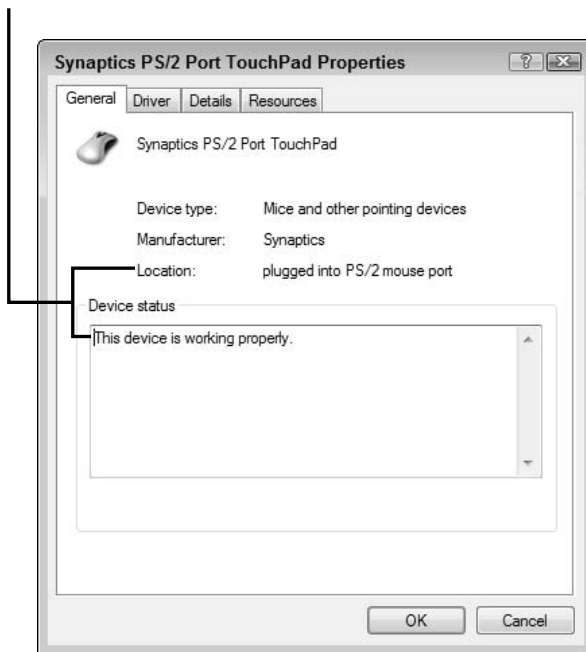 Synaptics PS/2 Port TouchPad Properties
General Driver Details Resources
Synaptics PS/2 Port TouchPad
Device type: Mice and other pointing devices
Manufacturer: Synaptics
Location: plugged into PS/2 mouse port
Device status
This device is working properly.
OK Cancel